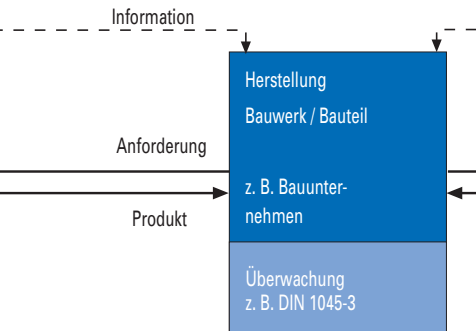 Information
Herstellung
Bauwerk / Bauteil
Anforderung
z. B. Bauunter-
nehmen
Produkt
Überwachung
z. B. DIN 1045-3